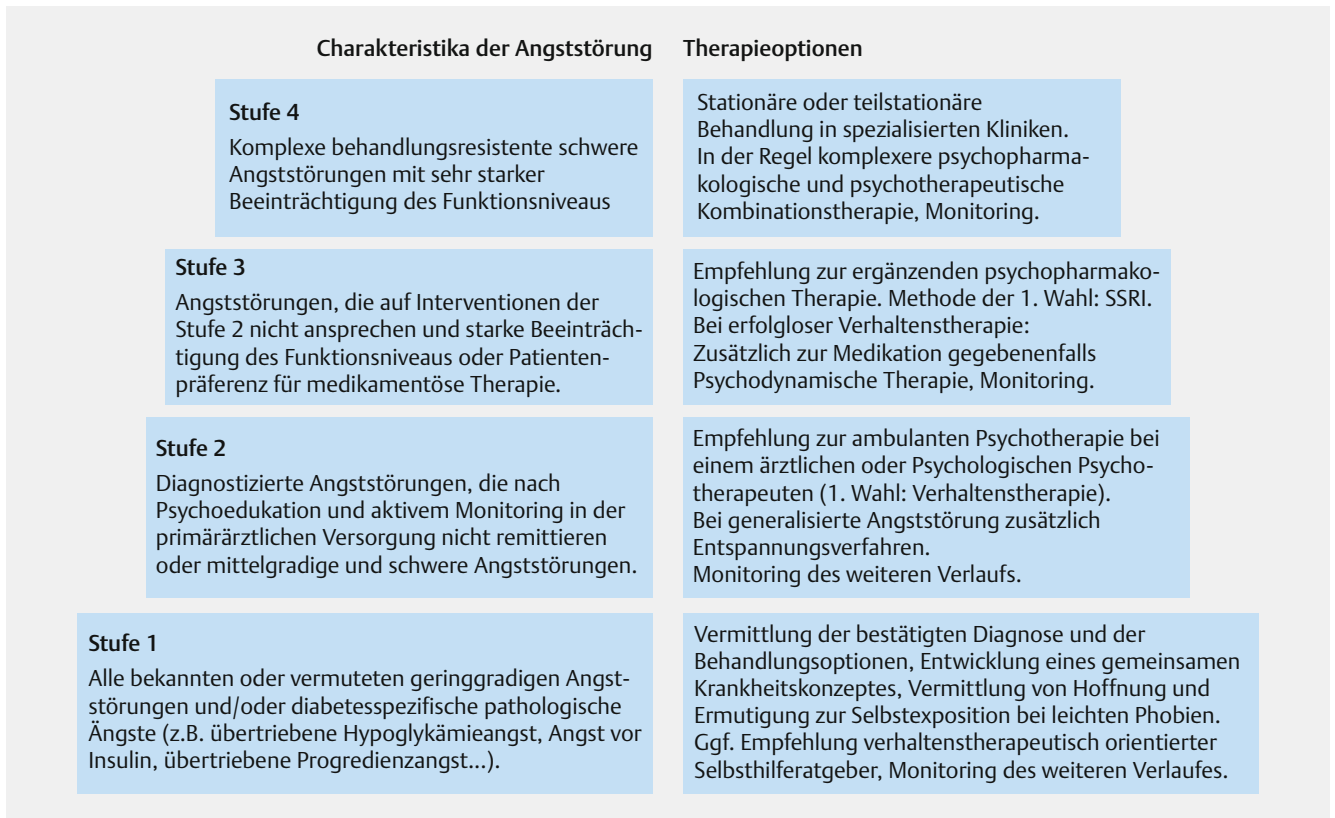 Charakteristika der Angststörung Therapieoptionen
Stufe 4
Komplexe behandlungsresistente schwere
Angststörungen mit sehr starker
Beeinträchtigung des Funktionsniveaus
Stationäre oder teilstationäre
Behandlung in spezialisierten Kliniken.
In der Regel komplexere psychopharma-
kologische und psychotherapeutische
Kombinationstherapie, Monitoring.
Stufe 3
Angststörungen, die auf Interventionen der
Stufe 2 nicht ansprechen und starke Beeinträch-
tigung des Funktionsniveaus oder Patienten-
präferenz für medikamentöse Therapie.
Empfehlung zur ergänzenden psychopharmako-
logischen Therapie. Methode der 1. Wahl: SSRI.
Bei erfolgloser Verhaltenstherapie:
Zusätzlich zur Medikation gegebenenfalls
Psychodynamische Therapie, Monitoring.
Stufe 2
Diagnostizierte Angststörungen, die nach
Psychoedukation und aktivem Monitoring in der
primärärztlichen Versorgung nicht remittieren
oder mittelgradige und schwere Angststörungen.
Empfehlung zur ambulanten Psychotherapie bei
einem ärztlichen oder Psychologischen Psycho-
therapeuten (1. Wahl: Verhaltenstherapie).
Bei generalisierte Angststörung zusätzlich
Entspannungsverfahren.
Monitoring des weiteren Verlaufs.
Stufe 1
Alle bekannten oder vermuteten geringgradigen Angst-
störungen und/oder diabetesspezifische pathologische
Ängste (z.B. übertriebene Hypoglykämieangst, Angst vor
Insulin, übertriebene Progredienzangst...).
Vermittlung der bestätigten Diagnose und der
Behandlungsoptionen, Entwicklung eines gemeinsamen
Krankheitskonzeptes, Vermittlung von Hoffnung und
Ermutigung zur Selbstexposition bei leichten Phobien.
Ggf. Empfehlung verhaltenstherapeutisch orientierter
Selbsthilferatgeber, Monitoring des weiteren Verlaufes.